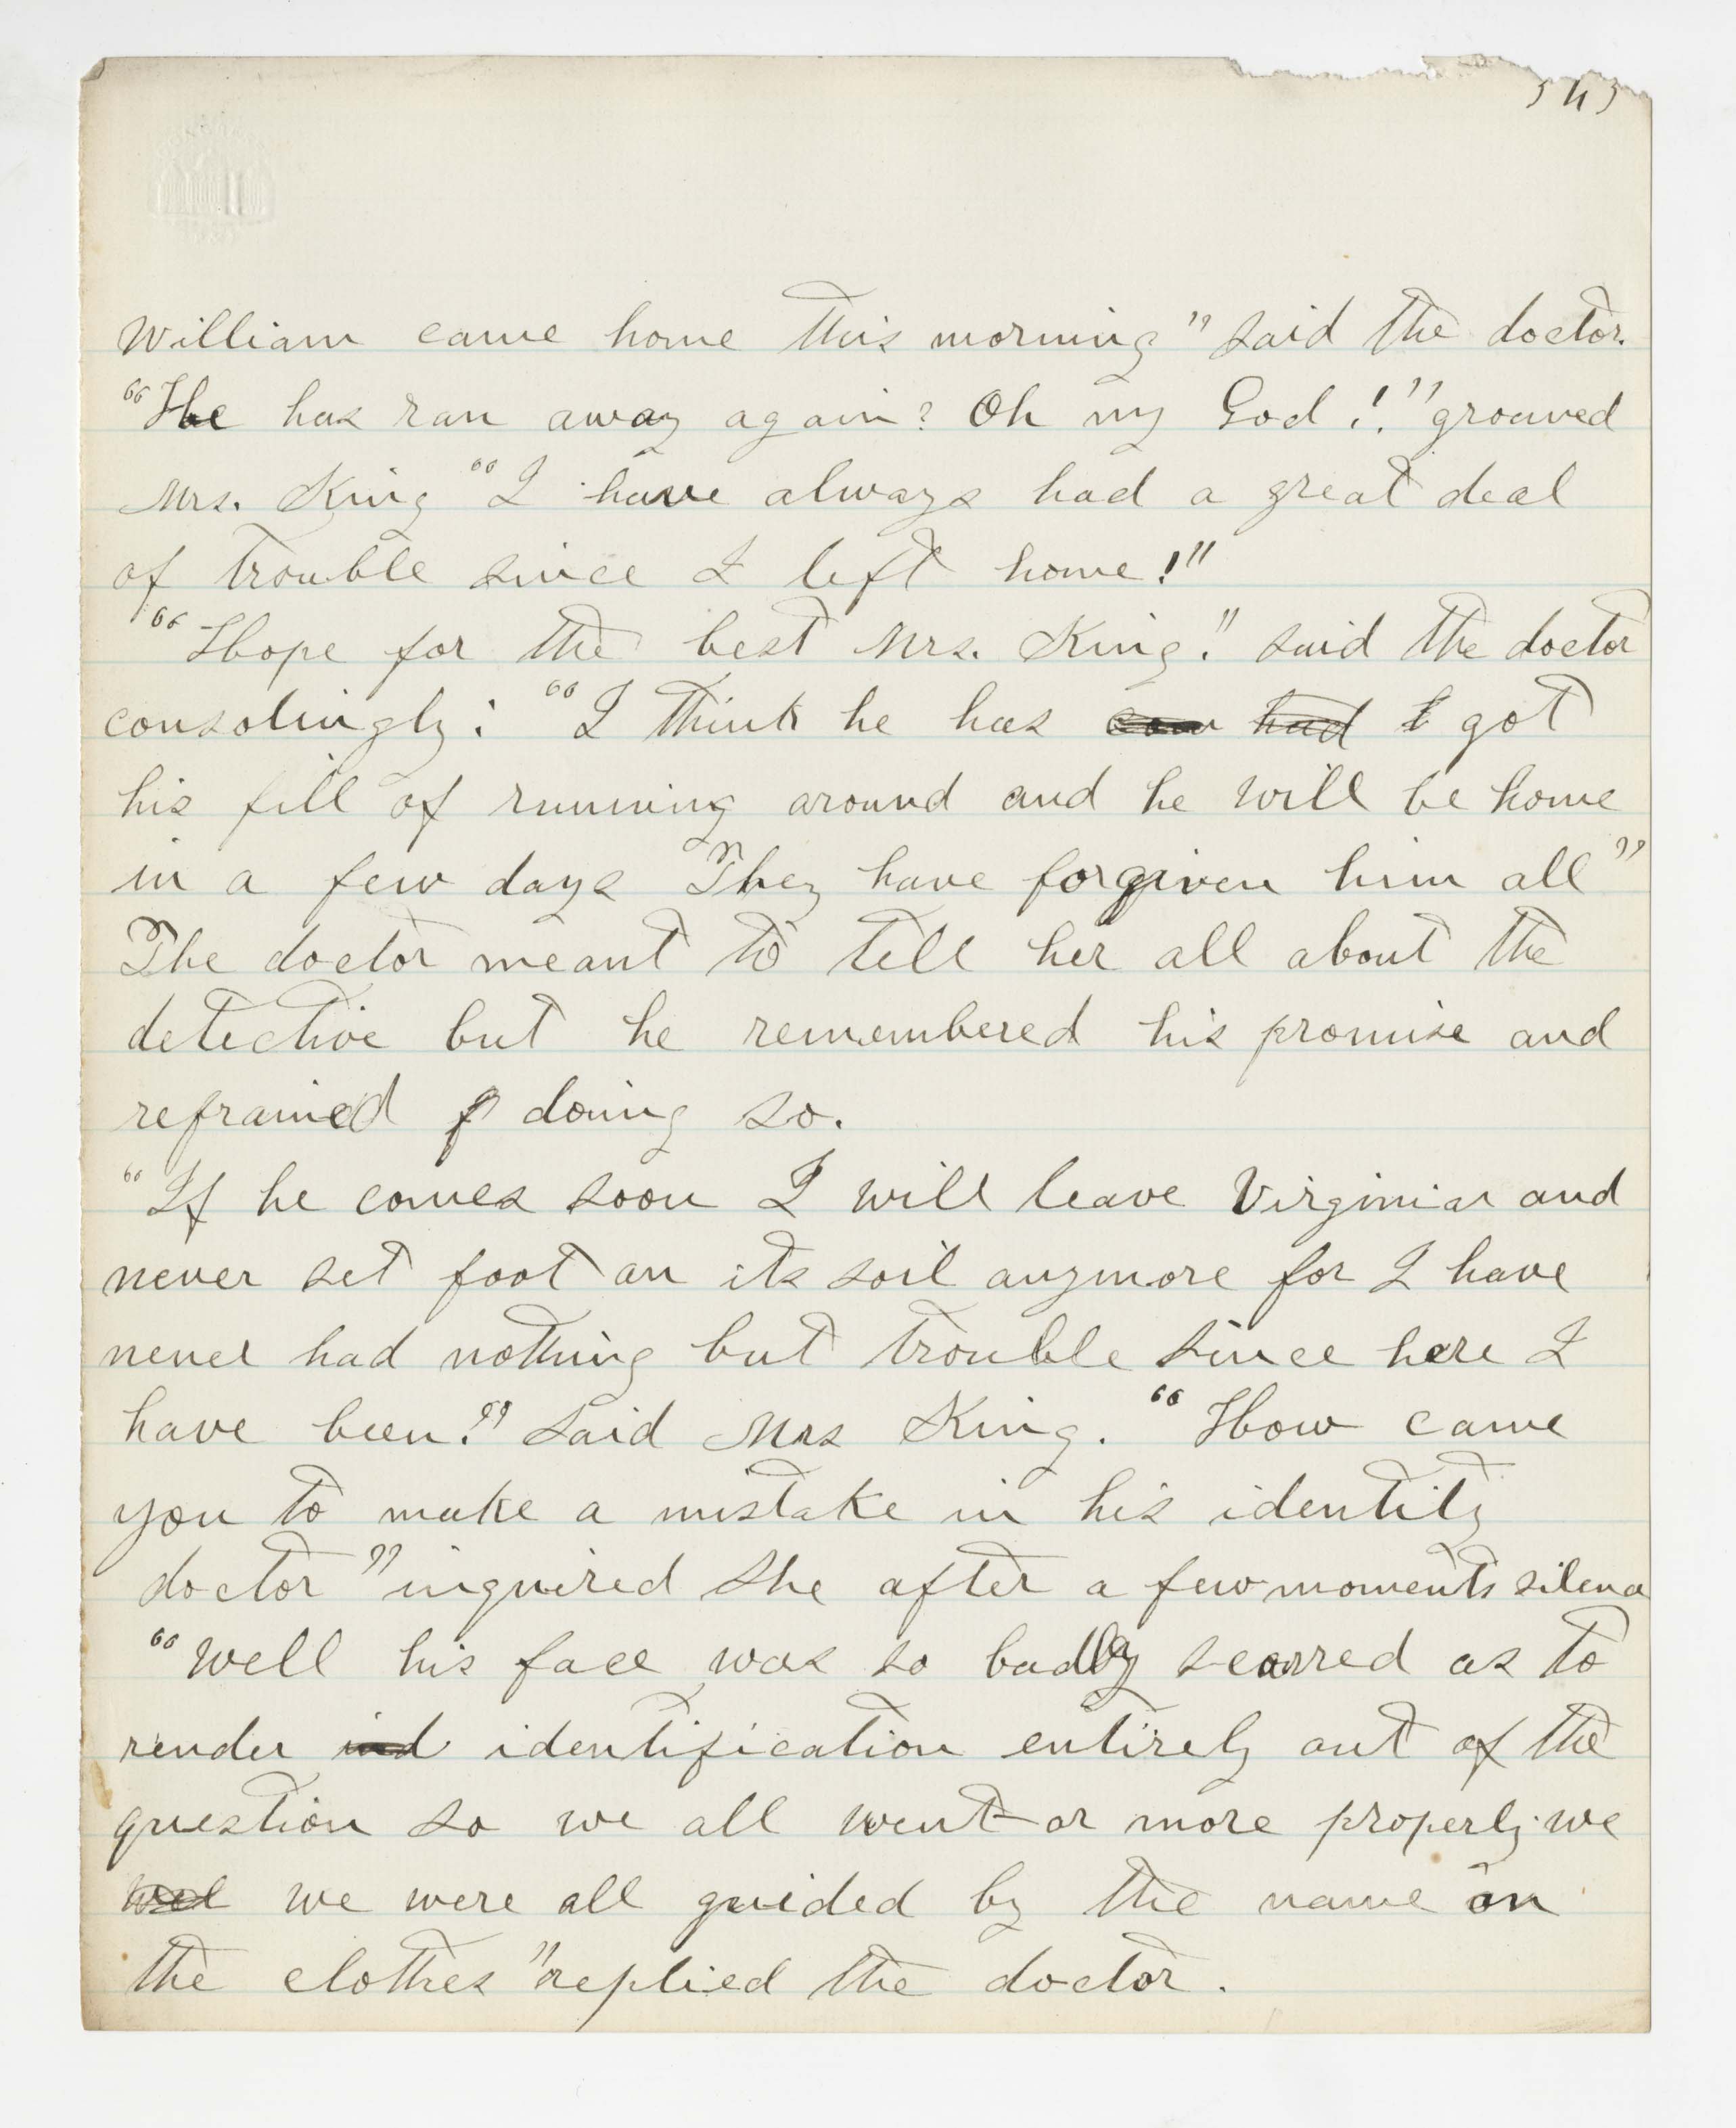 William came home this morning" said the doctor.
"He has ran away again? Oh my God!" groaned
Mrs. King "I have always had a great deal
of trouble since I left home!"
"Hope for the best Mrs. King." said the doctor
consolingly: "I think he has had t got
his fill of running around and he will be home
in a few days They have forgiven him all"
The doctor meant to tell her all about the
detective but he remembered his promise and
refrained f doing so.
"If he comes soon I will leave Virginia and
never set foot on its soil anymore for I have
never had nothing but trouble since here I
have been." Said Mrs King. "How came
you to make a mistake in his identity
doctor" inquired she after a few moments silence
"Well his face was so badly scarred as to
render ind identification entirely out of the
question so we all went or more properly we
we were all guided by the name on
the clothes" replied the doctor.